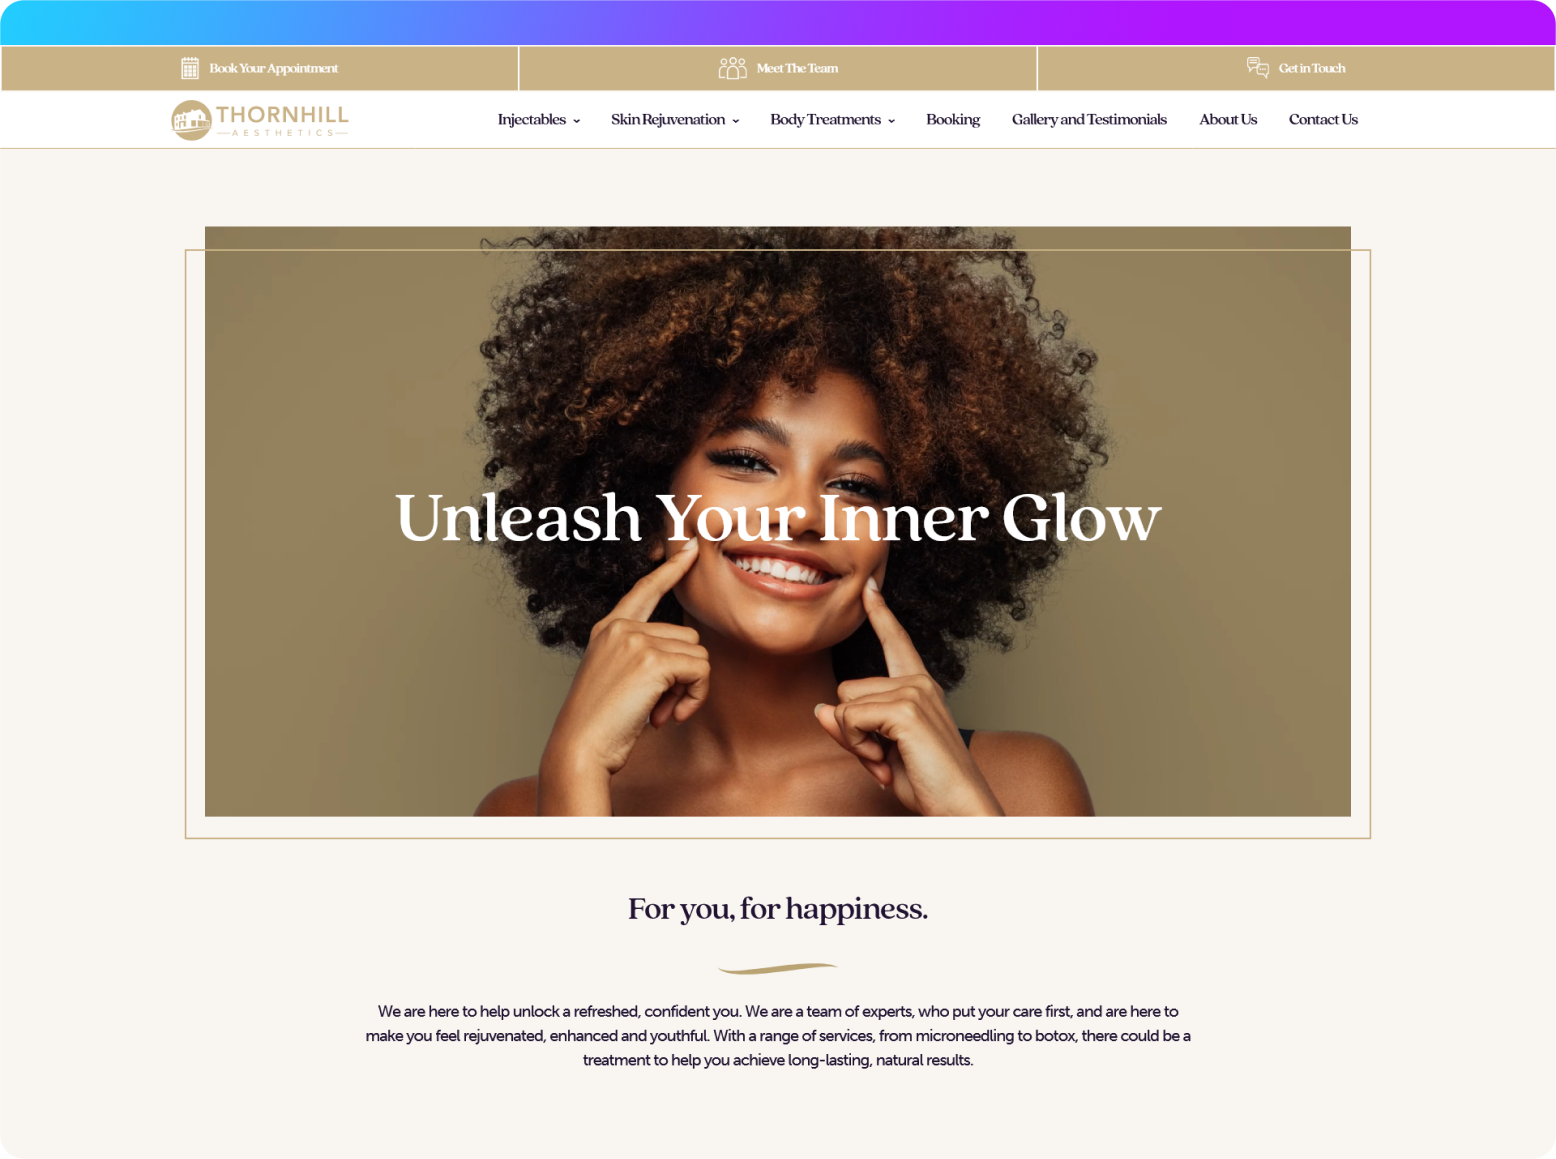 Book Your Appointment
Meet The Team
Get in Touch
THORNHILL
AESTHETICS
Injectables
Skin Rejuvenation
Body Treatments
Booking
Gallery and Testimonials
About Us
Contact Us
Unleash Your Inner Glow
For you, for happiness.
We are here to help unlock a refreshed, confident you. We are a team of experts, who put your care first, and are here to
make you feel rejuvenated, enhanced and youthful. With a range of services, from microneedling to botox, there could be a
treatment to help you achieve long-lasting, natural results.